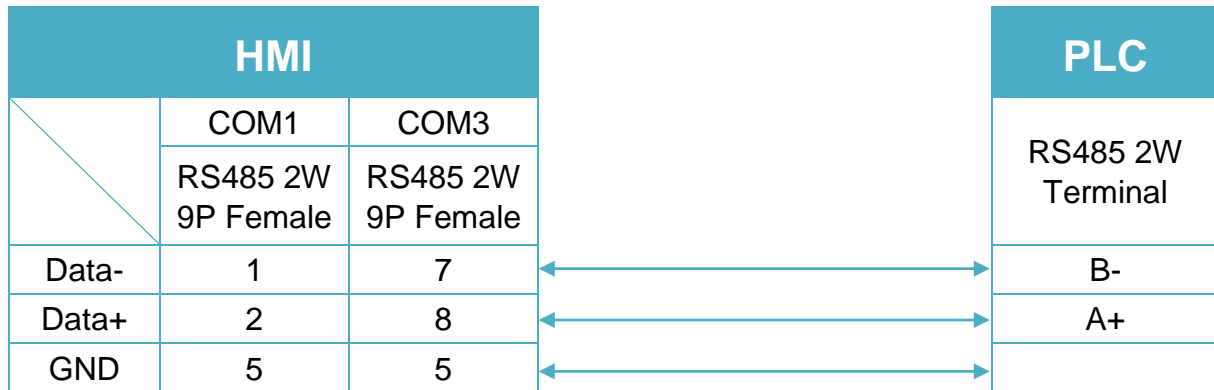 HMI PLC
COM1 COM3
RS485 2W
9P Female
RS485 2W
9P Female
RS485 2W
Terminal
Data- 1 7 B-
Data+ 2 8 A+
GND 5 5